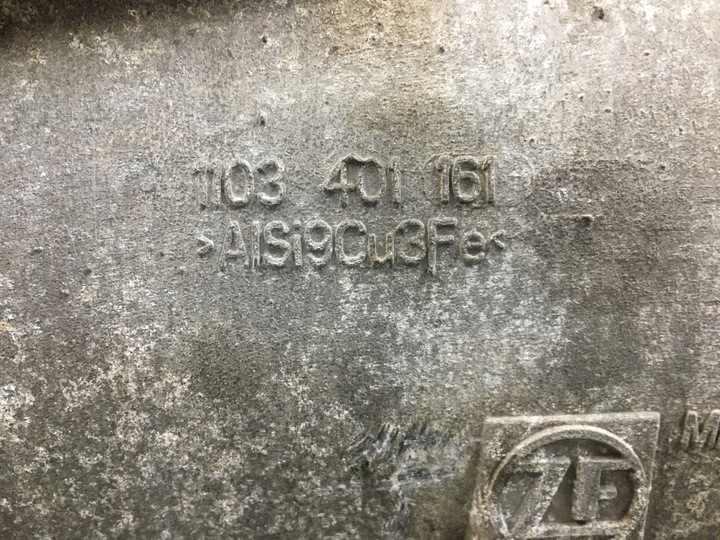 1103 401 161
>AlSi9Cu3Fe<
ZF
M